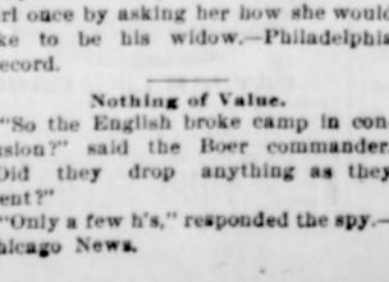 rl once by asking her how she would
ke to be his widow.—Philadelphia
ecord.
Nothing of Value.
"So the English broke camp in con
usion?" said the Boer commander.
Did they drop anything as they
ent?"
"Only a few h's," responded the spy.—
hicago News.